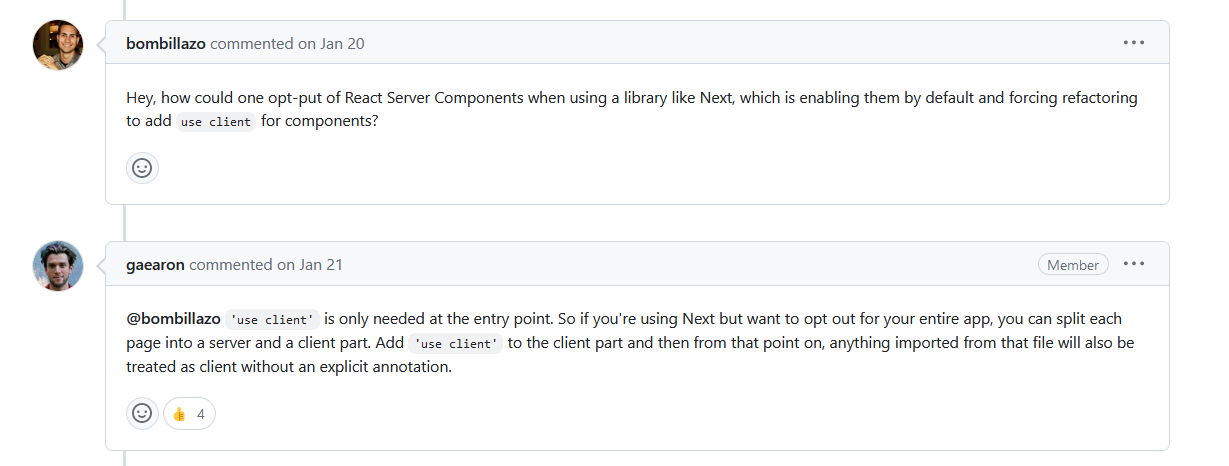 bombillazo commented on Jan 20
Hey, how could one opt-put of React Server Components when using a library like Next, which is enabling them by default and forcing refactoring
to add use client for components?
gaearon commented on Jan 21
Member
@bombillazo 'use client' is only needed at the entry point. So if you're using Next but want to opt out for your entire app, you can split each
page into a server and a client part. Add 'use client' to the client part and then from that point on, anything imported from that file will also be
treated as client without an explicit annotation.
4